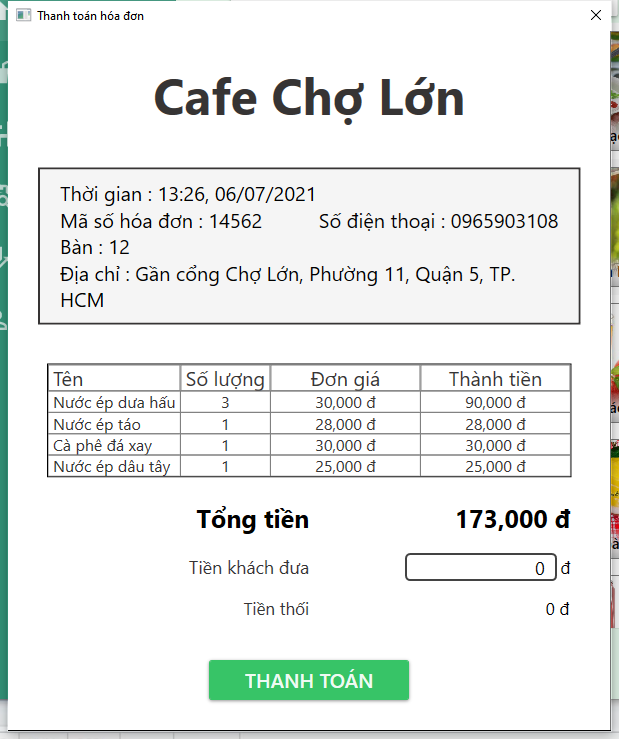 Thanh toán hóa đơn
Cafe Chợ Lớn
Thời gian : 13:26, 06/07/2021
Mã số hóa đơn : 14562 Số điện thoại : 0965903108
Bàn : 12
Địa chỉ : Gần cổng Chợ Lớn, Phường 11, Quận 5, TP.
HCM
Tên Số lượng Đơn giá Thành tiền
Nước ép dưa hấu 3 30,000 đ 90,000 đ
Nước ép táo 1 28,000 đ 28,000 đ
Cà phê đá xay 1 30,000 đ 30,000 đ
Nước ép dâu tây 1 25,000 đ 25,000 đ
Tổng tiền 173,000 đ
Tiền khách đưa 0 đ
Tiền thối 0 đ
THANH TOÁN